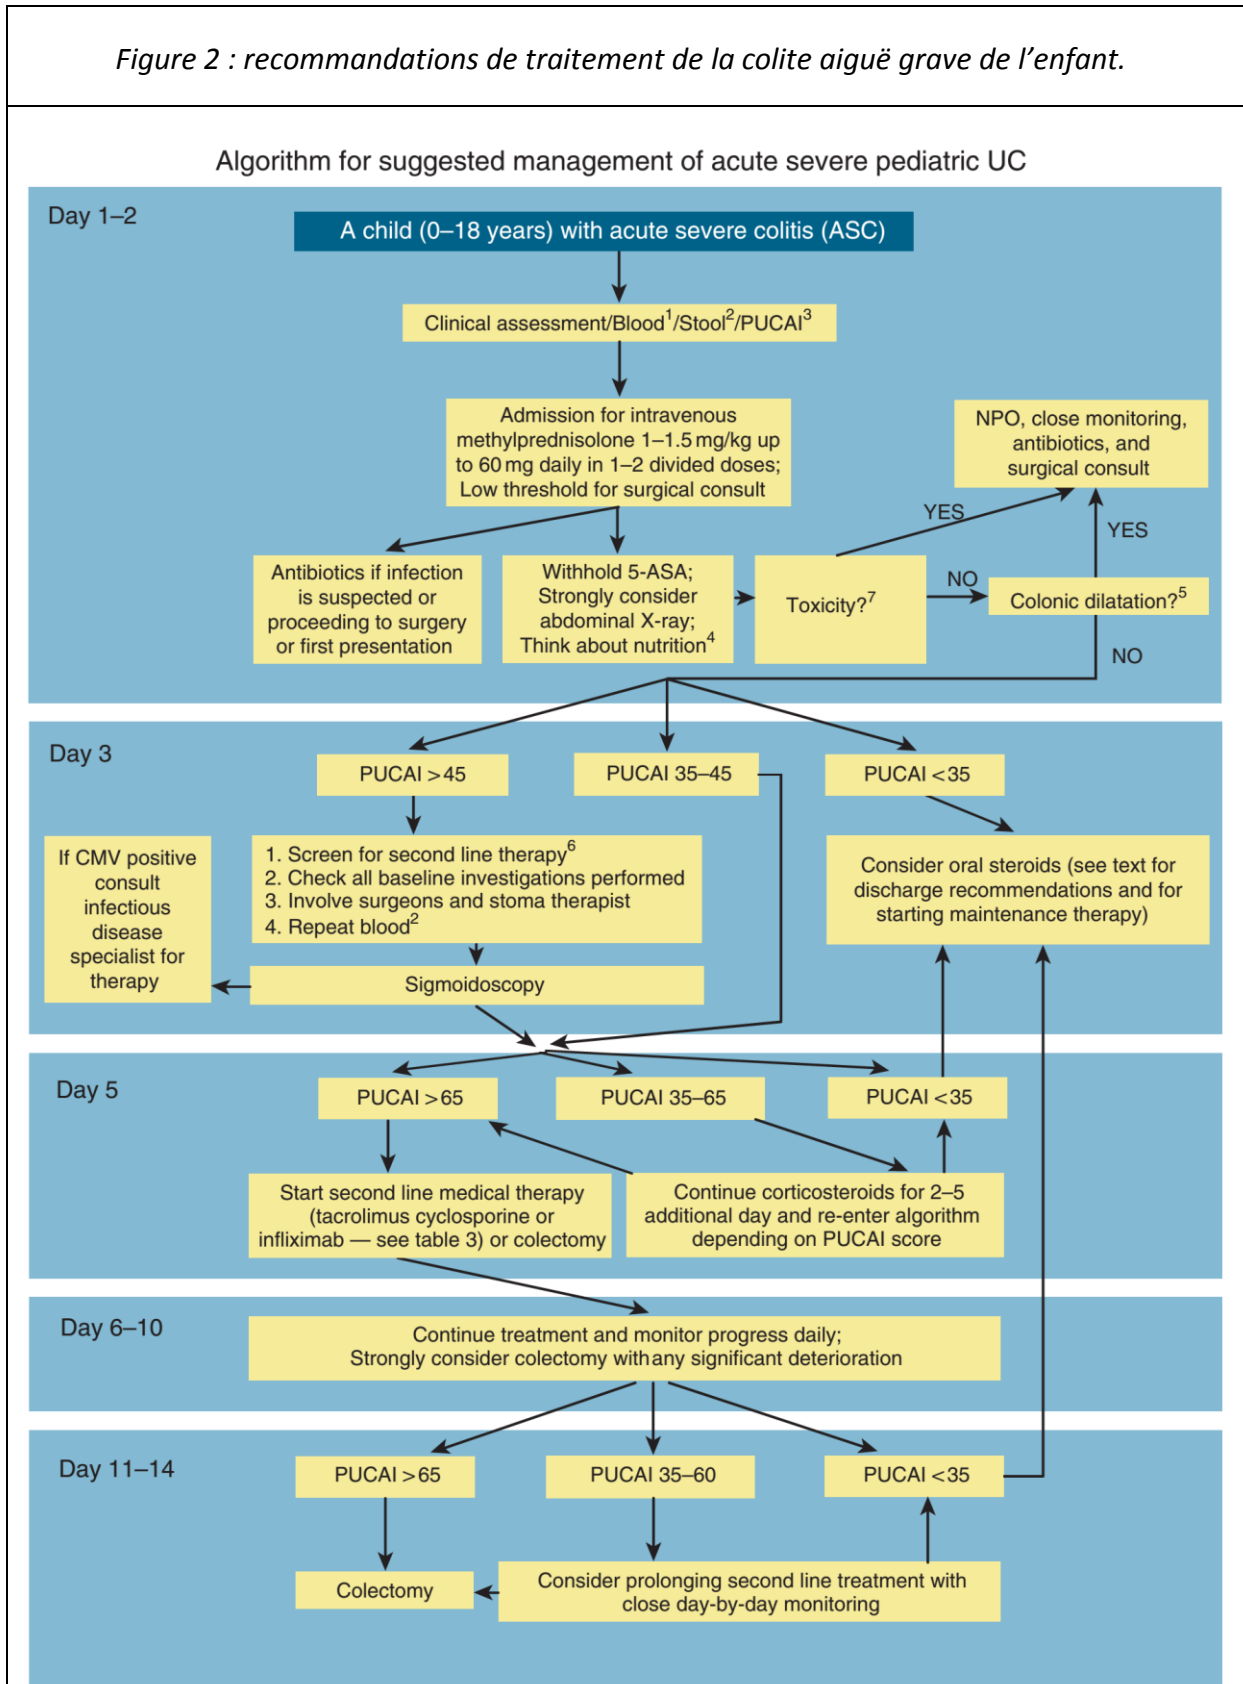 Figure 2 : recommandations de traitement de la colite aiguë grave de l’enfant.
Algorithm for suggested management of acute severe pediatric UC
Day 1–2
A child (0–18 years) with acute severe colitis (ASC)
Clinical assessment/Blood1/Stool2/PUCAI3
Admission for intravenous
methylprednisolone 1–1.5 mg/kg up
to 60 mg daily in 1–2 divided doses;
Low threshold for surgical consult
NPO, close monitoring,
antibiotics, and
surgical consult
YES
YES
Antibiotics if infection
is suspected or
proceeding to surgery
or first presentation
Withhold 5-ASA;
Strongly consider
abdominal X-ray;
Think about nutrition4
Toxicity?7
NO
Colonic dilatation?5
NO
Day 3
PUCAI >45
PUCAI 35–45
PUCAI <35
If CMV positive
consult
infectious
disease
specialist for
therapy
1. Screen for second line therapy6
2. Check all baseline investigations performed
3. Involve surgeons and stoma therapist
4. Repeat blood2
Consider oral steroids (see text for
discharge recommendations and for
starting maintenance therapy)
Sigmoidoscopy
Day 5
PUCAI >65
PUCAI 35–65
PUCAI <35
Start second line medical therapy
(tacrolimus cyclosporine or
infliximab — see table 3) or colectomy
Continue corticosteroids for 2–5
additional day and re-enter algorithm
depending on PUCAI score
Day 6–10
Continue treatment and monitor progress daily;
Strongly consider colectomy with any significant deterioration
Day 11–14
PUCAI >65
PUCAI 35–60
PUCAI <35
Colectomy
Consider prolonging second line treatment with
close day-by-day monitoring